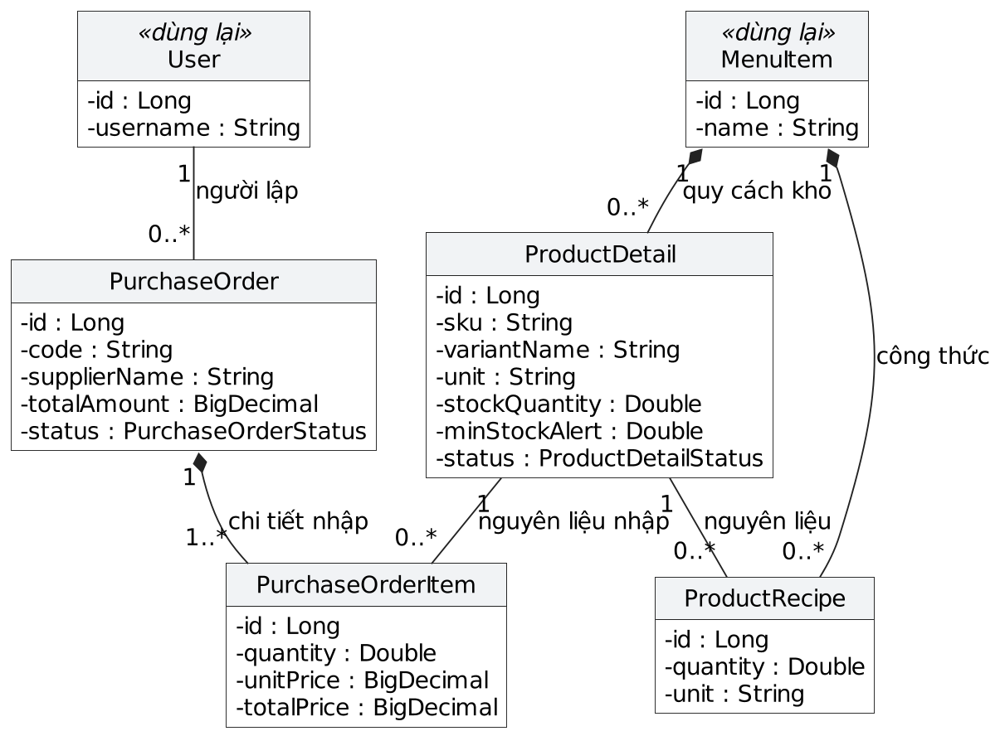 «dùng lại»
User
-id : Long
-username : String
«dùng lại»
MenuItem
-id : Long
-name : String
1
người lập
0..*
1
quy cách kho
0..*
1
công thức
0..*
PurchaseOrder
-id : Long
-code : String
-supplierName : String
-totalAmount : BigDecimal
-status : PurchaseOrderStatus
ProductDetail
-id : Long
-sku : String
-variantName : String
-unit : String
-stockQuantity : Double
-minStockAlert : Double
-status : ProductDetailStatus
1
chi tiết nhập
1..*
1
nguyên liệu nhập
0..*
1
nguyên liệu
0..*
PurchaseOrderItem
-id : Long
-quantity : Double
-unitPrice : BigDecimal
-totalPrice : BigDecimal
ProductRecipe
-id : Long
-quantity : Double
-unit : String